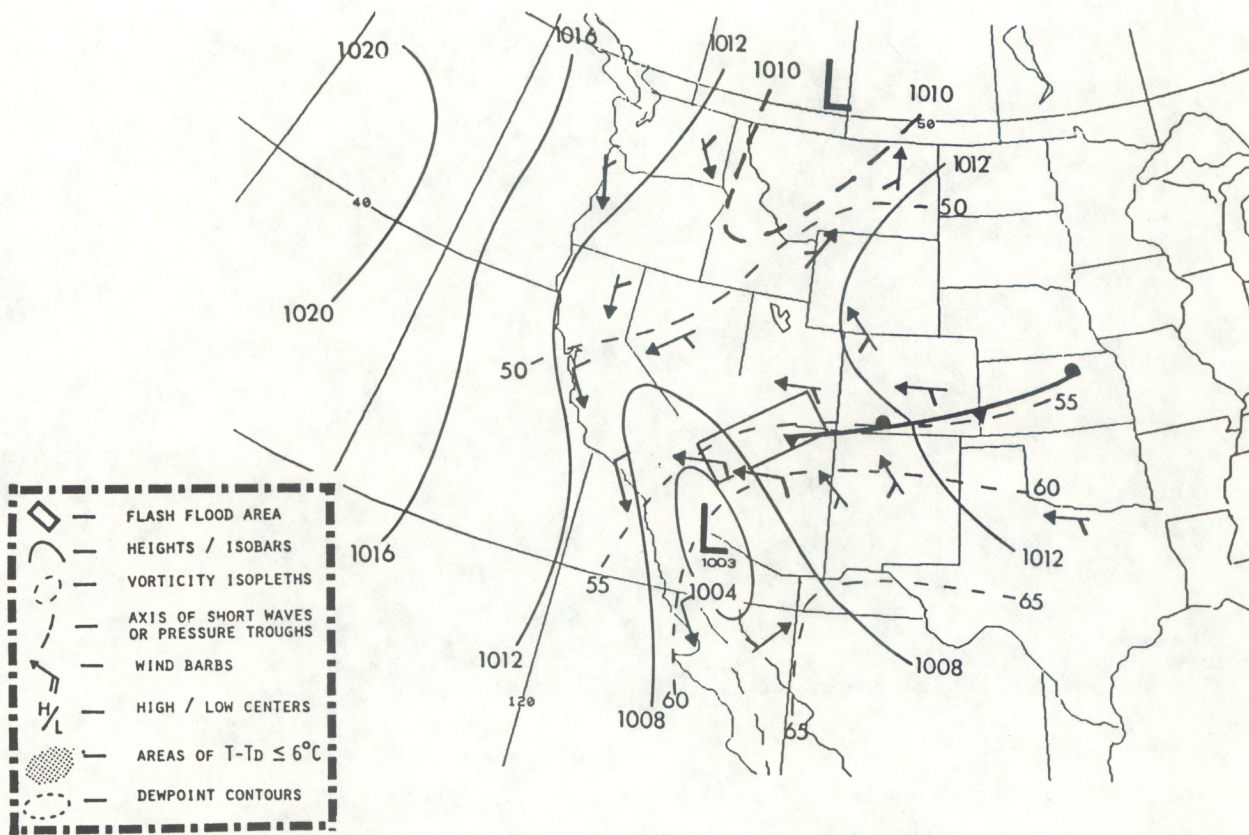 1020
1016
1012
1010
L
1010
50
1012
50
40
1020
50
55
60
1016
L
1003
1004
1012
55
65
1012
1008
120
1008
60
65
FLASH FLOOD AREA
HEIGHTS / ISOBARS
VORTICITY ISOPLETHS
AXIS OF SHORT WAVES
OR PRESSURE TROUGHS
WIND BARBS
H/L HIGH / LOW CENTERS
AREAS OF T-TD ≤ 6°C
DEWPOINT CONTOURS